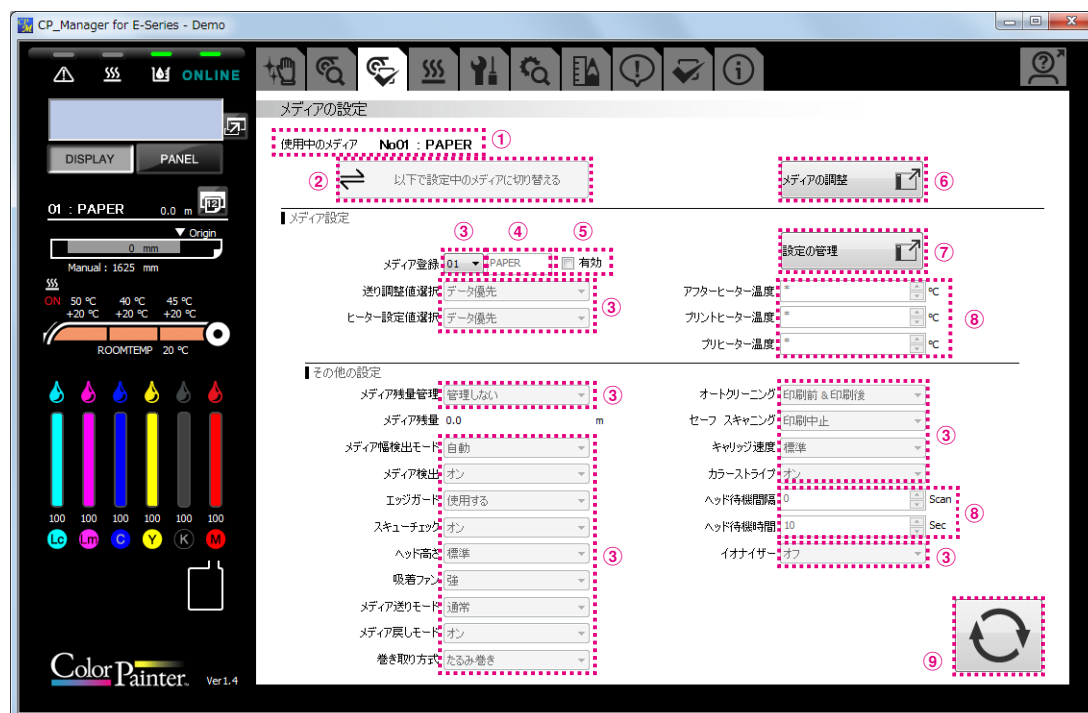 CP_Manager for E-Series - Demo
ONLINE
DISPLAY PANEL
01 : PAPER 0.0 m 12
Origin
0 mm
Manual : 1625 mm
ON 50 ℃ 40 ℃ 45 ℃
+20 ℃ +20 ℃ +20 ℃
ROOMTEMP 20 ℃
100 100 100 100 100 100
Lc Lm C Y K M
Color Painter™ Ver1.4
メディアの設定
使用中のメディア No01 : PAPER ①
② 以下で設定中のメディアに切り替える
メディアの調整 ⑥
メディア設定
③ ④ ⑤
設定の管理 ⑦
メディア登録 01 PAPER 有効
送り調整値選択 データ優先
③
ヒーター設定値選択 データ優先
アフターヒーター温度 * ℃
プリントヒーター温度 * ℃ ⑧
プリヒーター温度 * ℃
その他の設定
メディア残量管理 管理しない ③
メディア残量 0.0 m
メディア幅検出モード 自動
メディア検出 オン
エッジガード 使用する
スキューチェック オン
ヘッド高さ 標準 ③
吸着ファン 強
メディア送りモード 通常
メディア戻しモード オン
巻き取り方式 たるみ巻き
オートクリーニング 印刷前 & 印刷後
セーフ スキャニング 印刷中止
③
キャリッジ速度 標準
カラーストライプ オン
ヘッド待機間隔 0 Scan
⑧
ヘッド待機時間 10 Sec
イオナイザー オフ ③
⑨